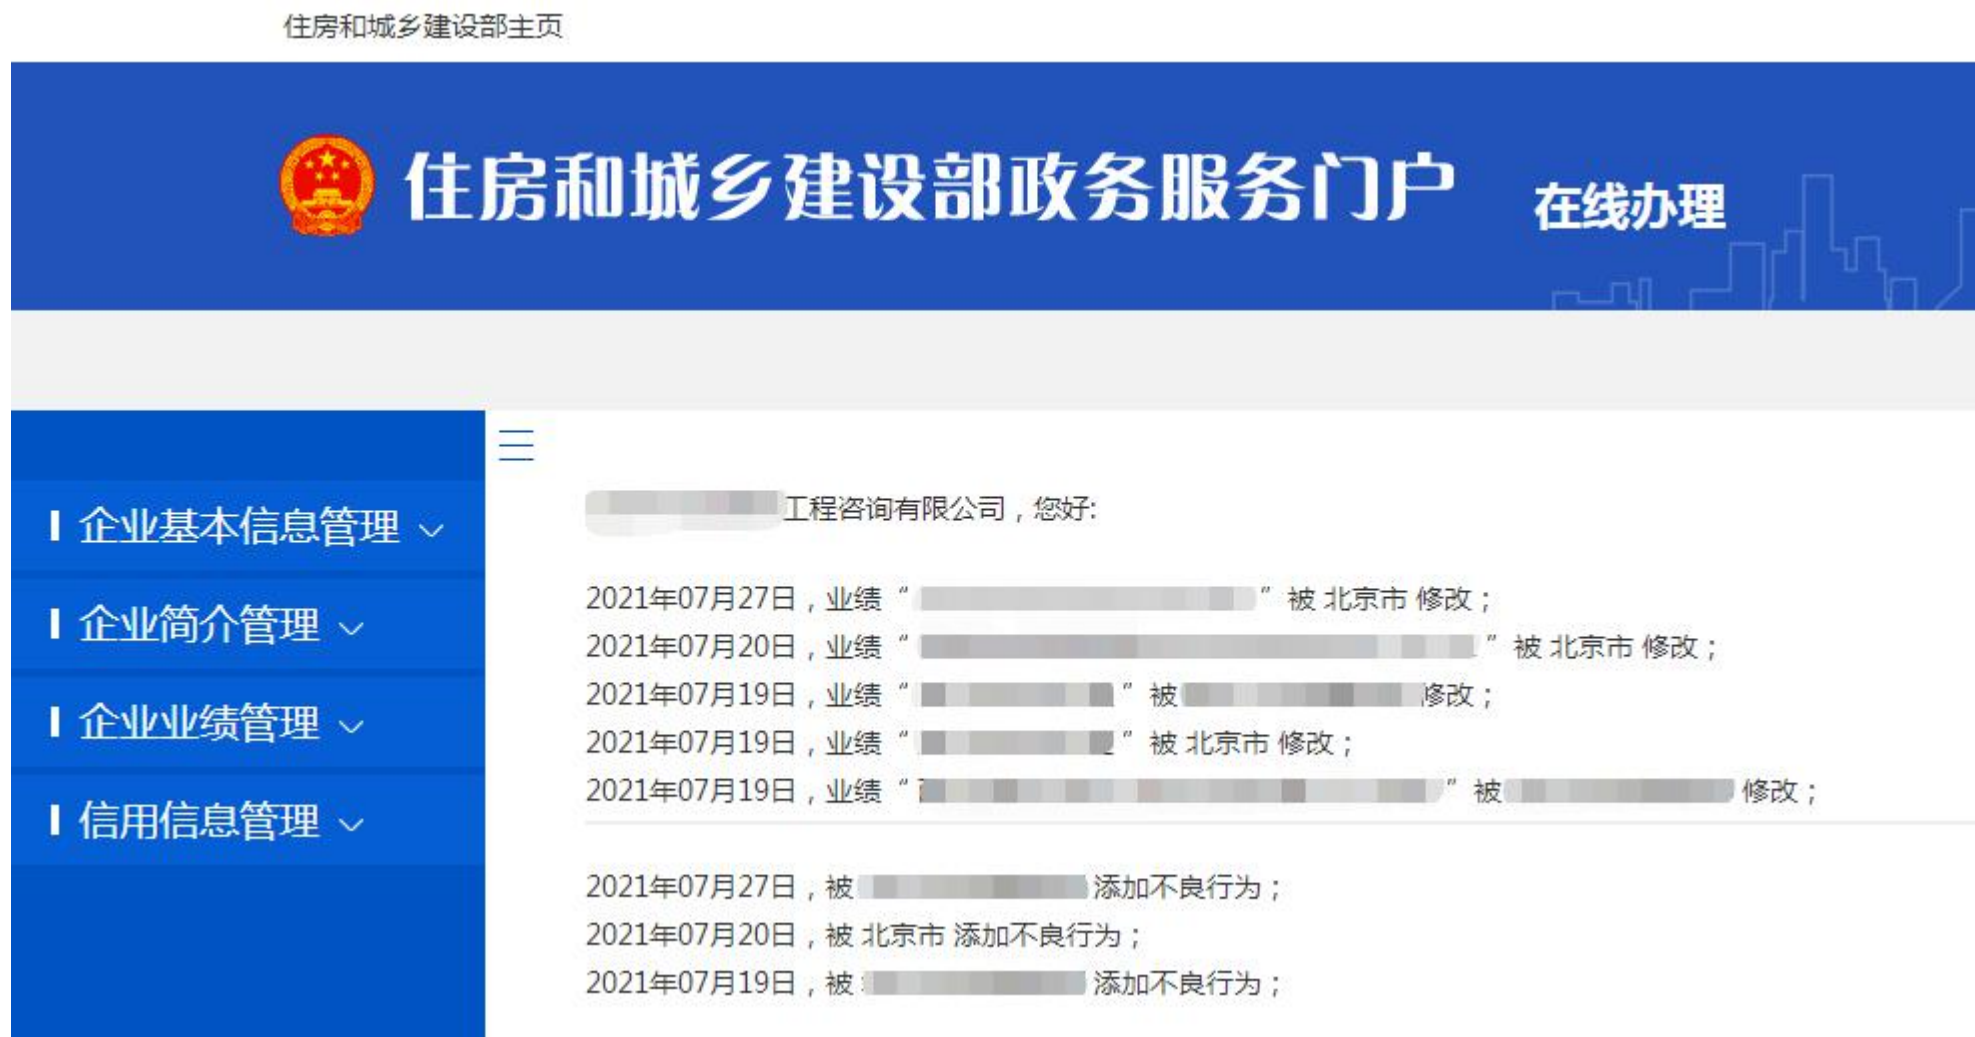 住房和城乡建设部主页
住房和城乡建设部政务服务门户 在线办理
企业基本信息管理
企业简介管理
企业业绩管理
信用信息管理
工程咨询有限公司，您好:
2021年07月27日，业绩“ ”被 北京市 修改；
2021年07月20日，业绩“ ”被 北京市 修改；
2021年07月19日，业绩“ ”被 修改；
2021年07月19日，业绩“ ”被 北京市 修改；
2021年07月19日，业绩“ ”被 修改；
2021年07月27日，被 添加不良行为；
2021年07月20日，被 北京市 添加不良行为；
2021年07月19日，被 添加不良行为；